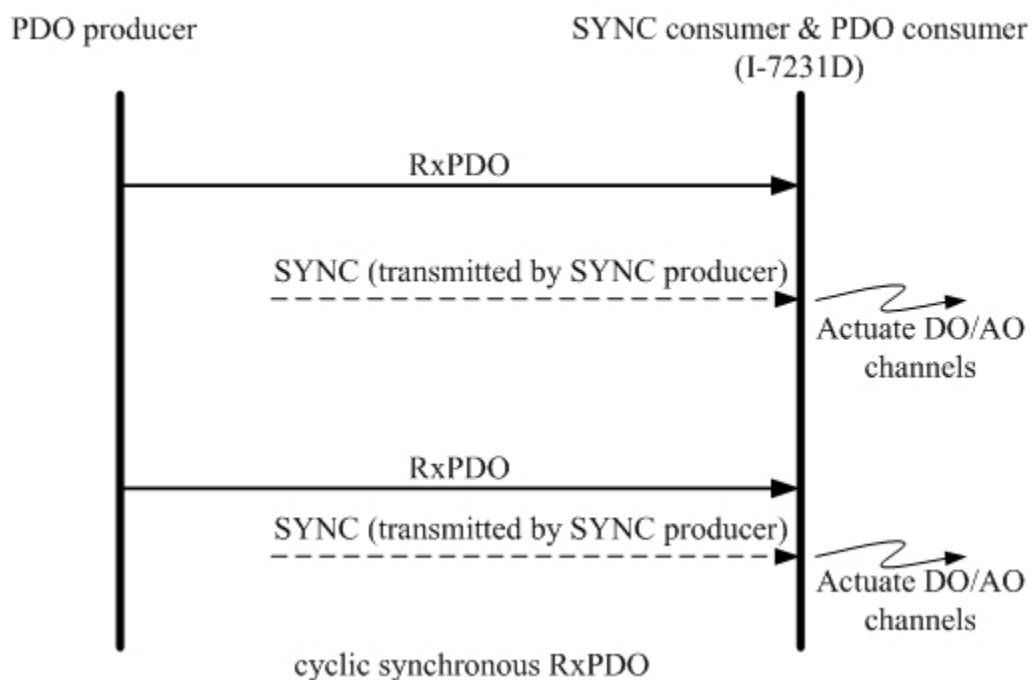 PDO producer
SYNC consumer & PDO consumer
(I-7231D)
RxPDO
SYNC (transmitted by SYNC producer)
Actuate DO/AO
channels
RxPDO
SYNC (transmitted by SYNC producer)
Actuate DO/AO
channels
cyclic synchronous RxPDO